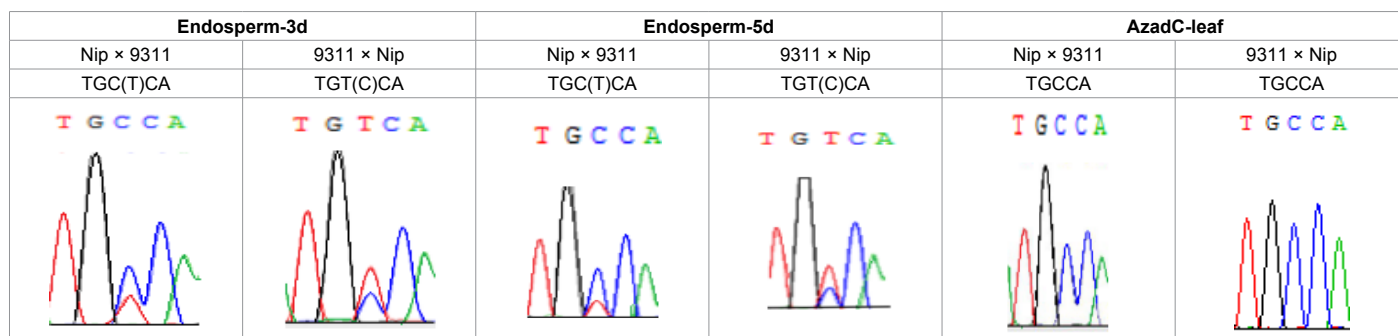 Endosperm-3d Endosperm-5d AzadC-leaf
Nip × 9311 9311 × Nip Nip × 9311 9311 × Nip Nip × 9311 9311 × Nip
TGC(T)CA TGT(C)CA TGC(T)CA TGT(C)CA TGCCA TGCCA
T G C C A T G T C A T G C C A T G T C A T G C C A T G C C A